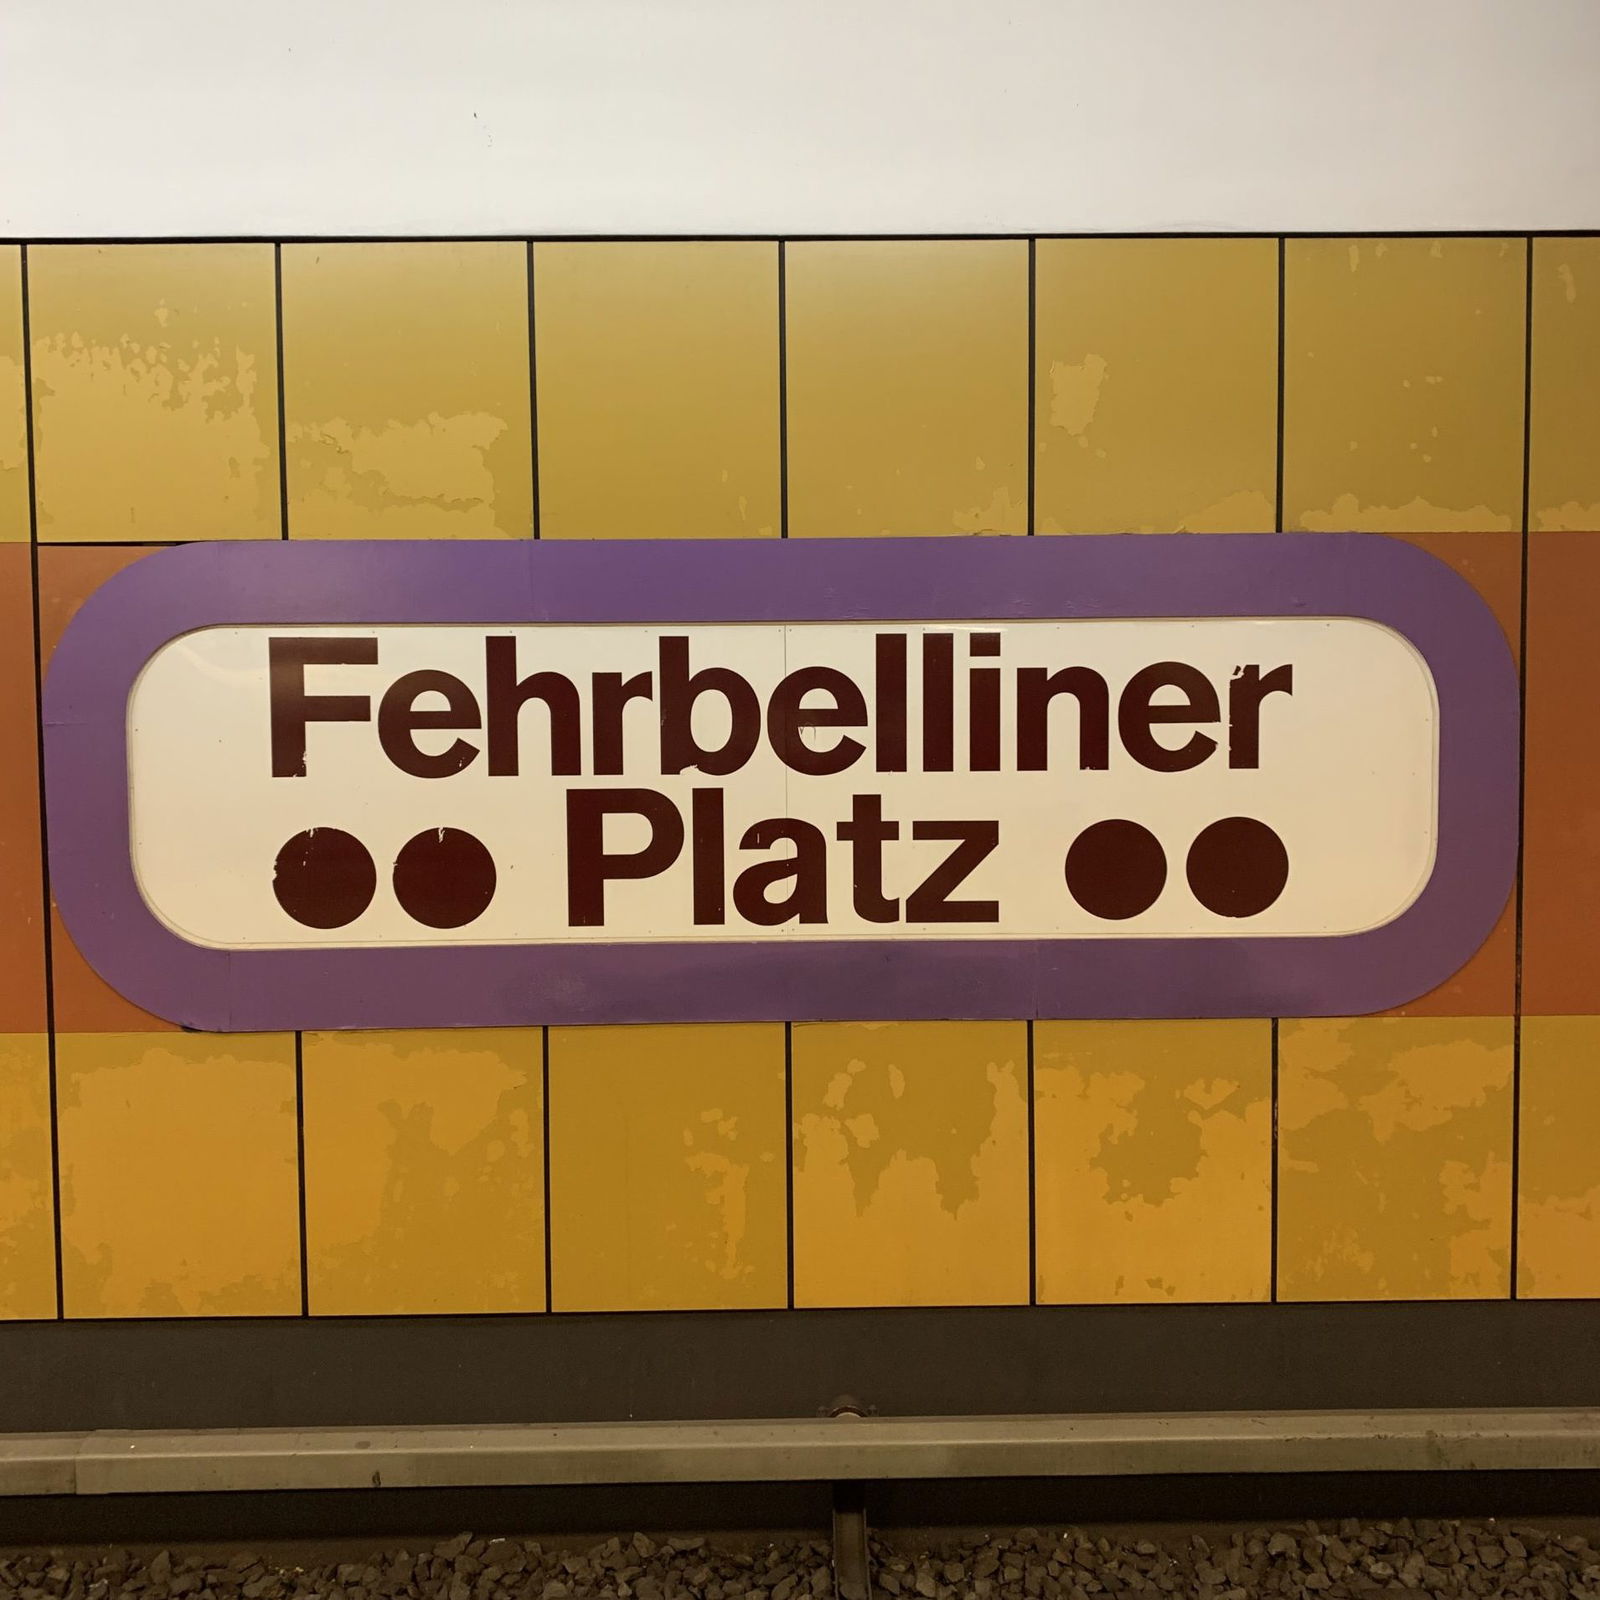 Fehrbelliner
●● Platz ●●